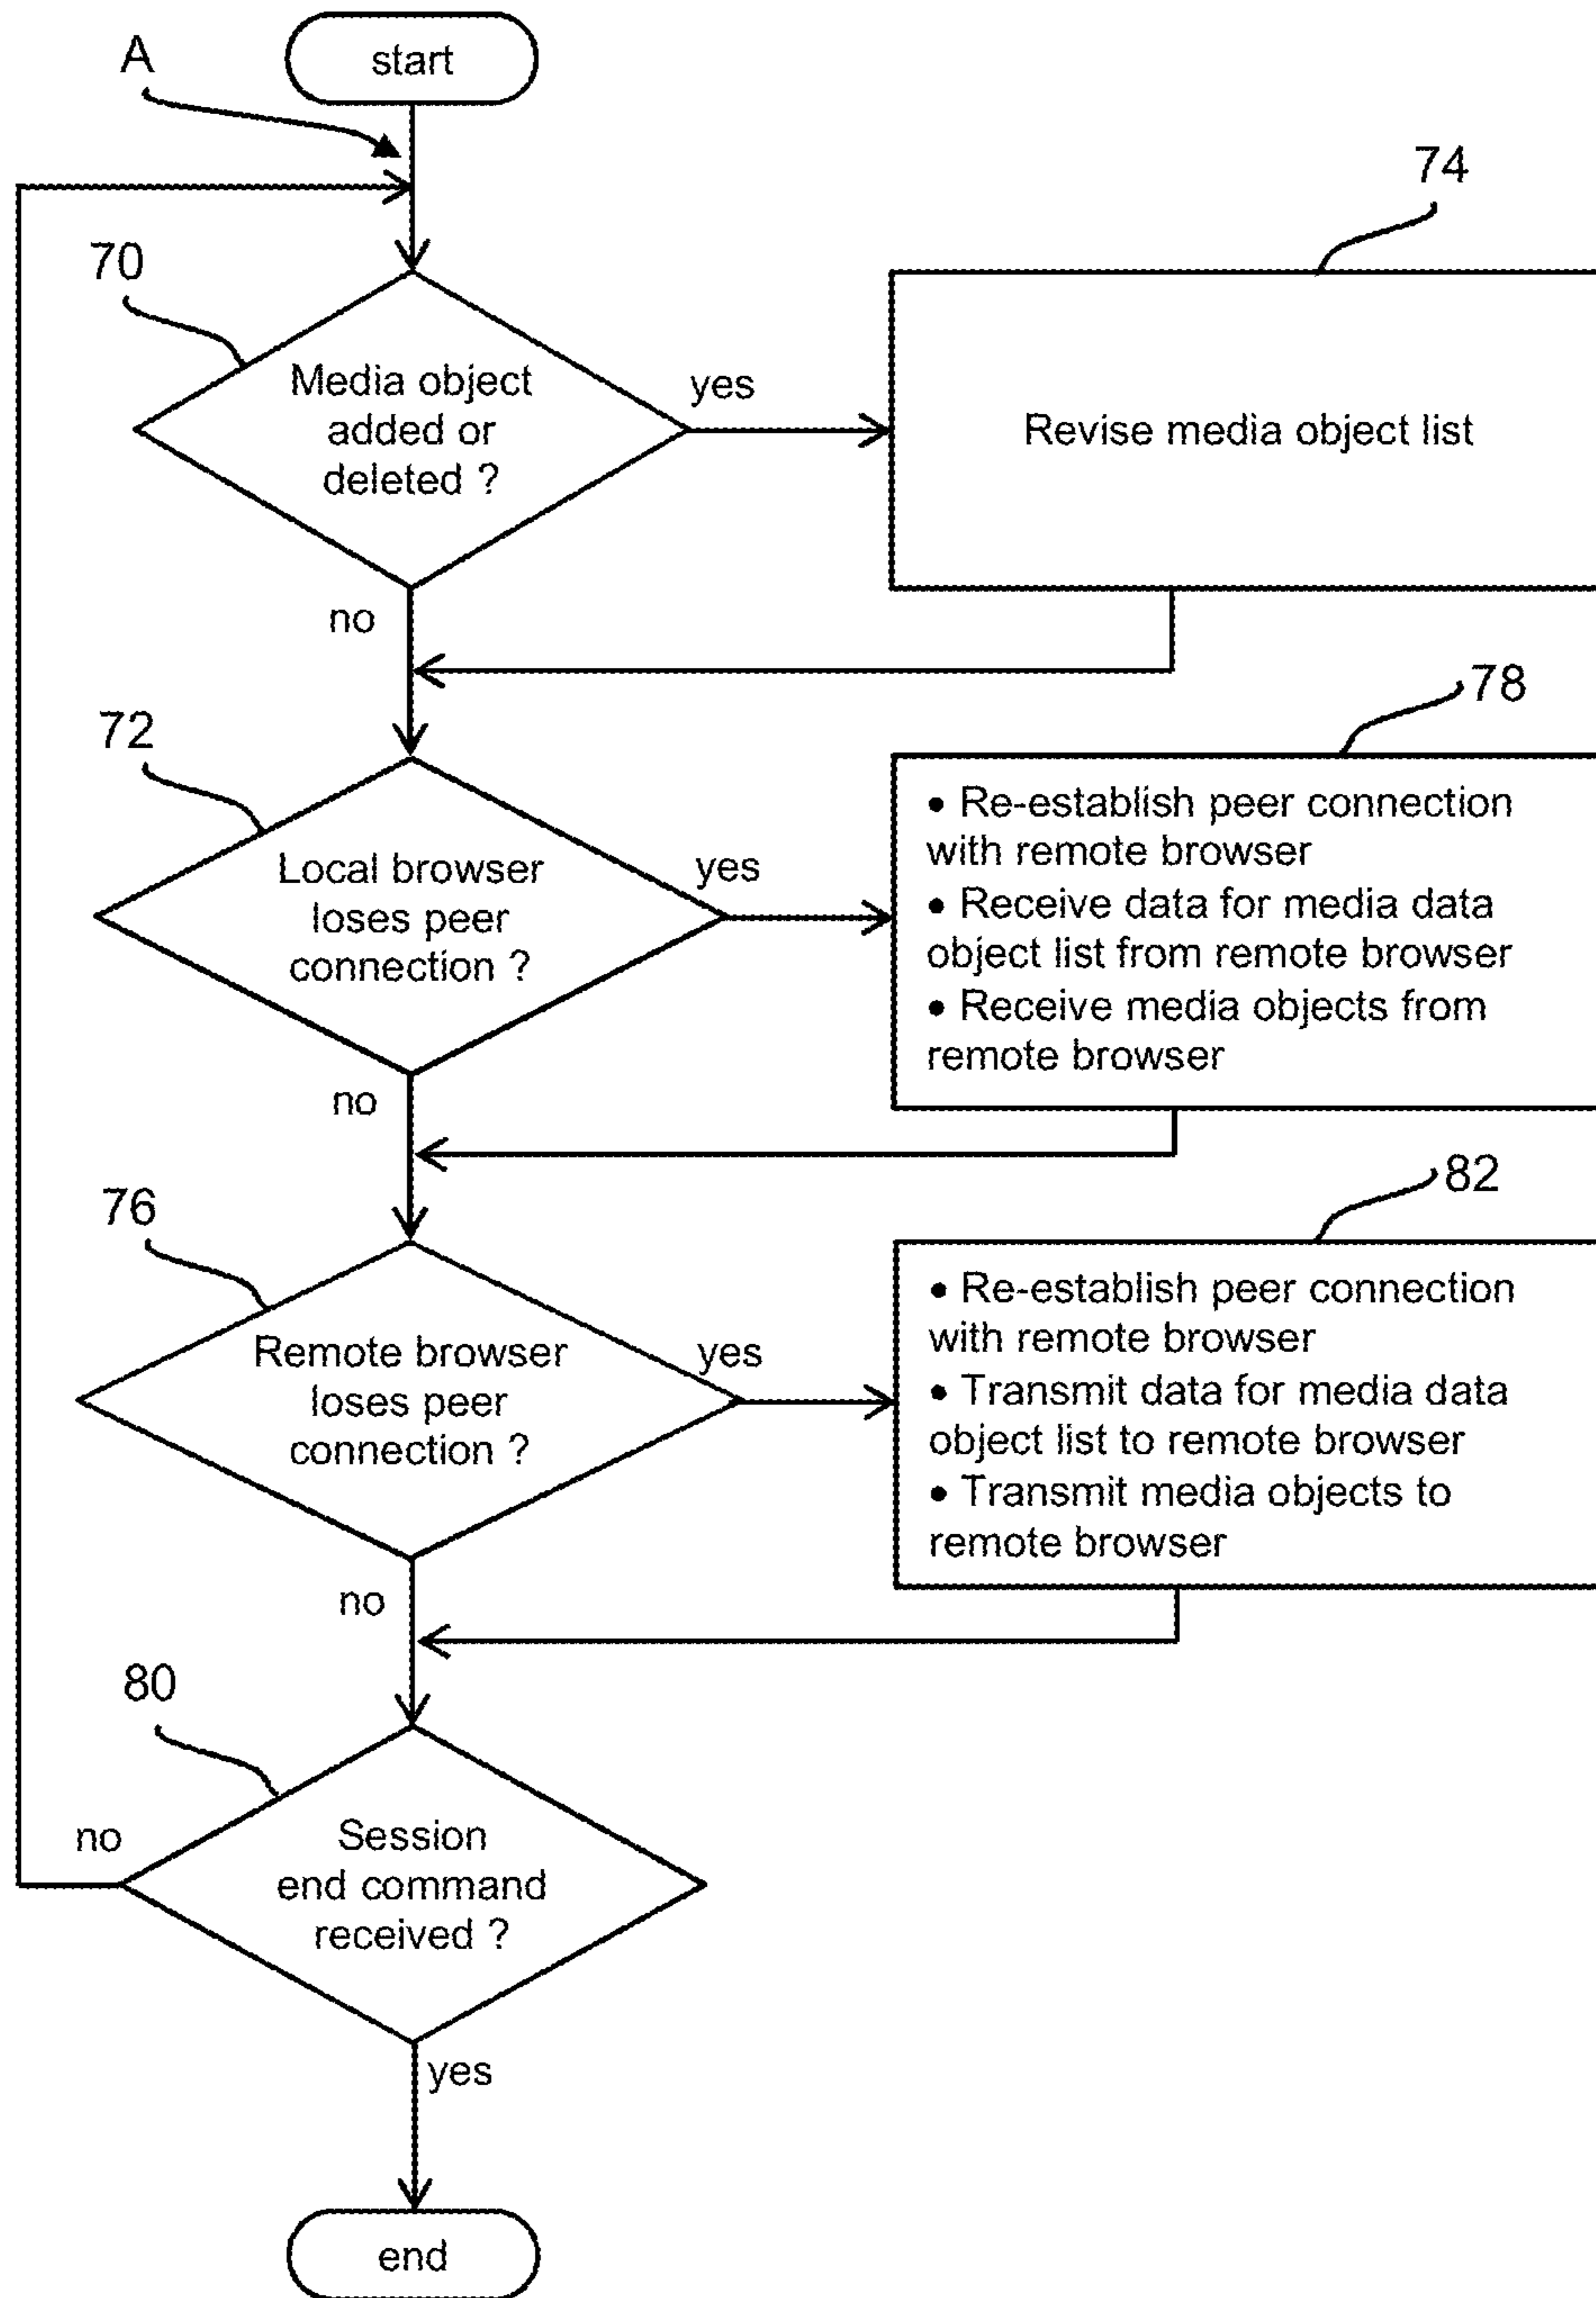 start
A
74
70
Media object
added or
deleted ?
yes
Revise media object list
no
78
72
Local browser
loses peer
connection ?
yes
• Re-establish peer connection
with remote browser
• Receive data for media data
object list from remote browser
• Receive media objects from
remote browser
no
82
76
Remote browser
loses peer
connection ?
yes
• Re-establish peer connection
with remote browser
• Transmit data for media data
object list to remote browser
• Transmit media objects to
remote browser
no
80
Session
end command
received ?
no
yes
end